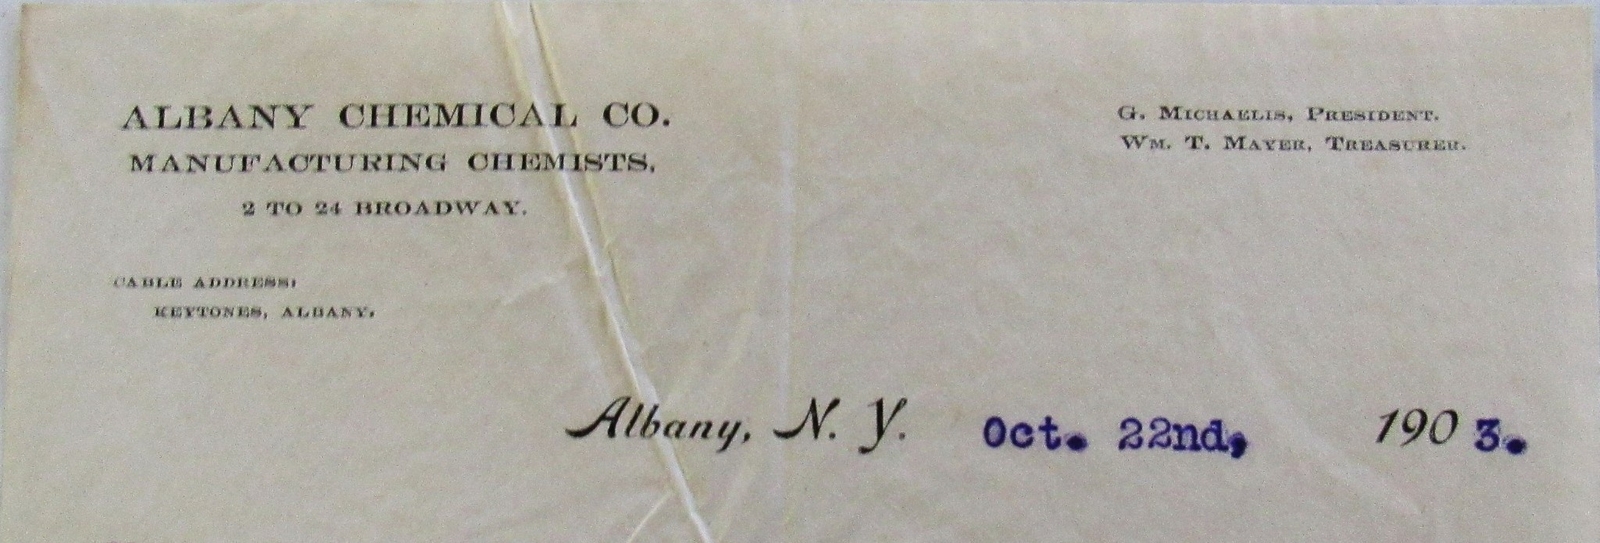 ALBANY CHEMICAL CO.
MANUFACTURING CHEMISTS,
2 TO 24 BROADWAY.
CABLE ADDRESS:
KEYTONES, ALBANY.
G. MICHAELIS, PRESIDENT.
WM. T. MAYER, TREASURER.
Albany, N. Y. Oct. 22nd, 1903.